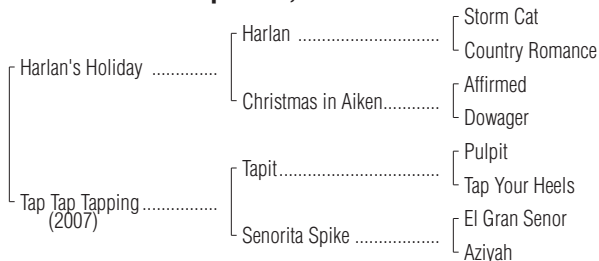 Storm Cat
Harlan ........................
Country Romance
Harlan's Holiday .............
Affirmed
Christmas in Aiken...........
Dowager
Pulpit
Tapit...........................
Tap Your Heels
Tap Tap Tapping ...............
(2007)
El Gran Senor
Senorita Spike ................
Aziyah